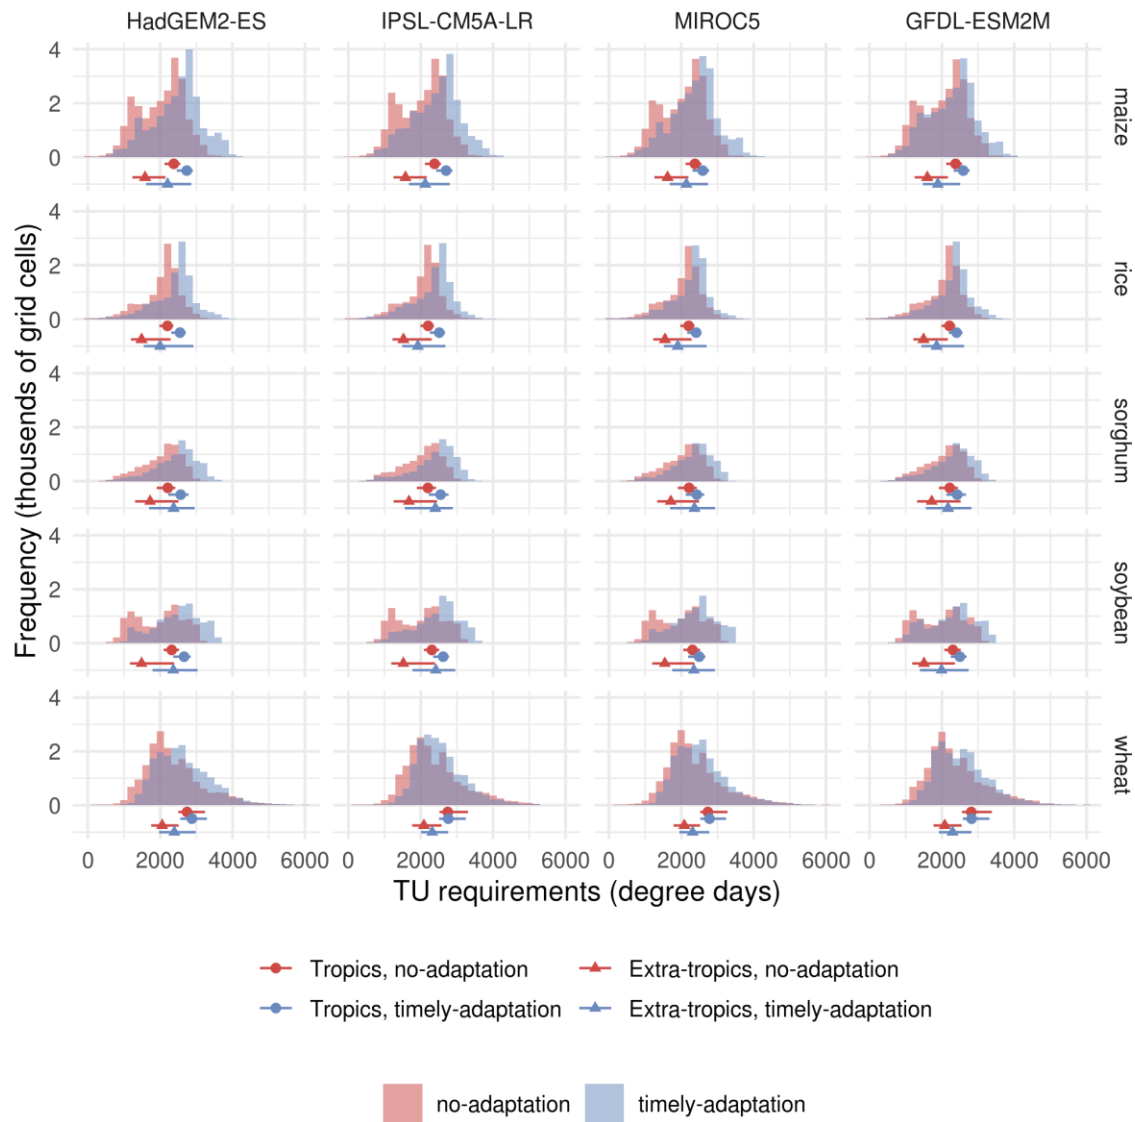 HadGEM2-ES IPSL-CM5A-LR MIROC5 GFDL-ESM2M
Frequency (thousends of grid cells)
4
2
0
maize
4
2
0
rice
4
2
0
sorghum
4
2
0
soybean
4
2
0
wheat
0 2000 4000 6000 0 2000 4000 6000 0 2000 4000 6000 0 2000 4000 6000
TU requirements (degree days)
Tropics, no-adaptation Extra-tropics, no-adaptation
Tropics, timely-adaptation Extra-tropics, timely-adaptation
no-adaptation timely-adaptation